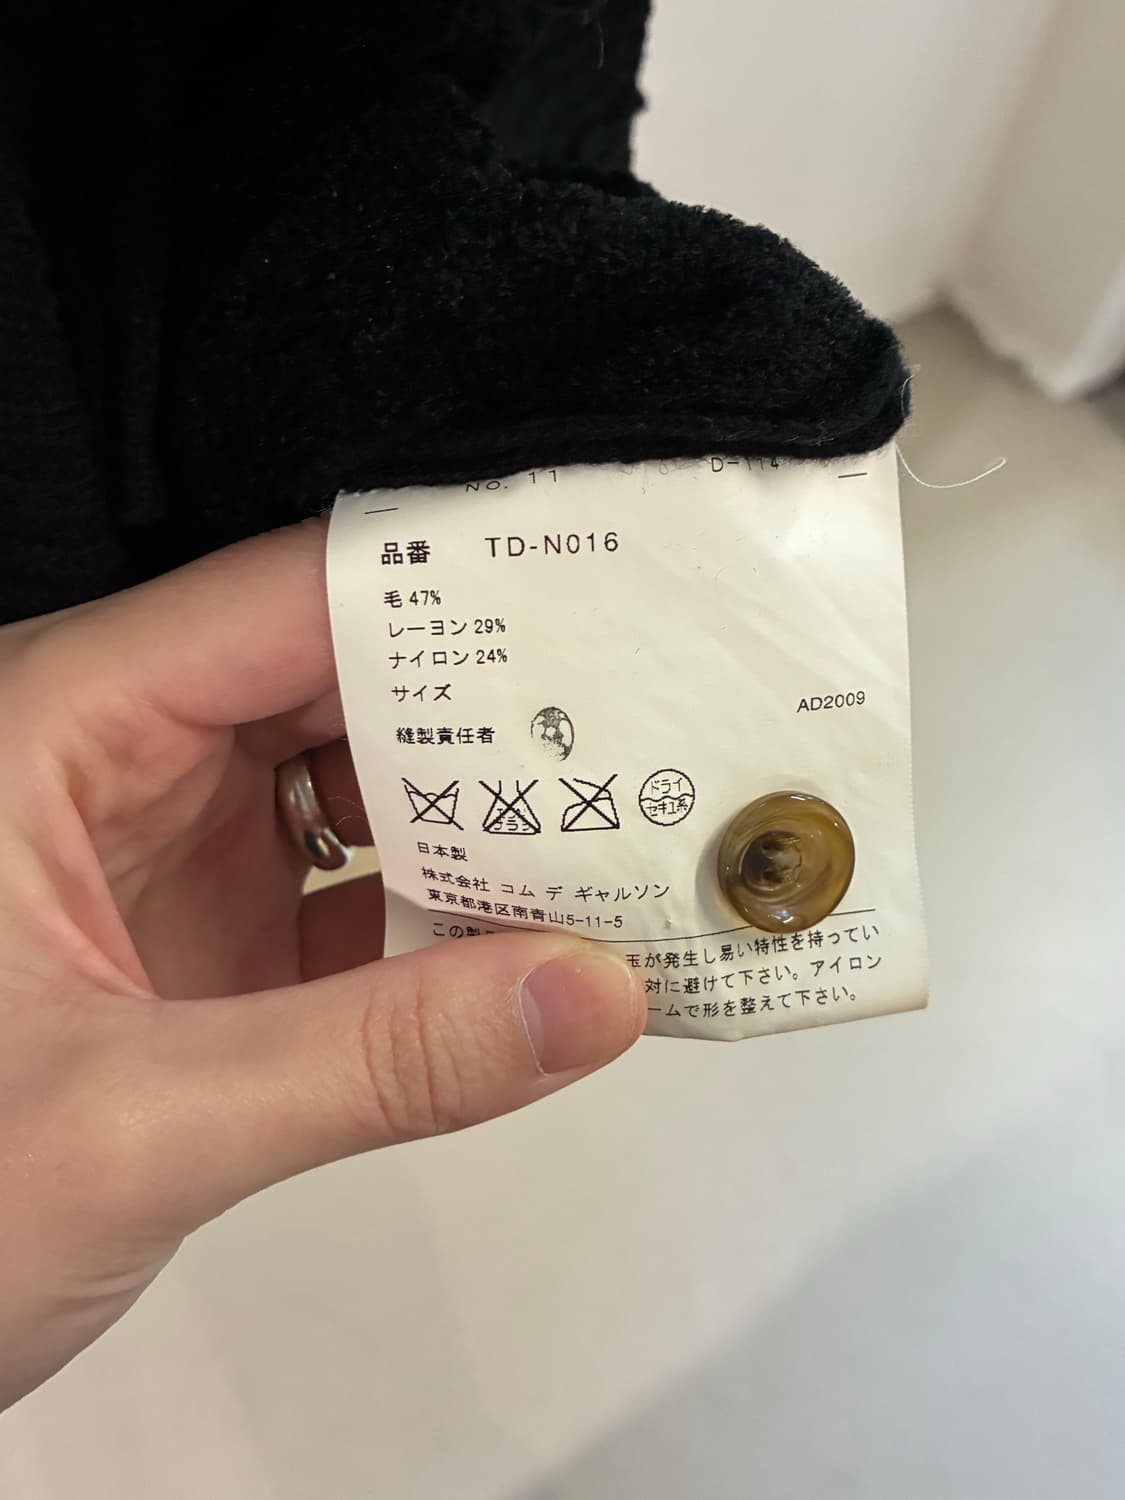 NO. 11 D-114
品番 TD-N016
毛 47%
レーヨン 29%
ナイロン 24%
サイズ
AD2009
縫製責任者
ドライ
セキユ系
日本製
株式会社 コム デ ギャルソン
東京都港区南青山5-11-5
この製 玉が発生し易い特性を持ってい
対に避けて下さい。アイロン
ームで形を整えて下さい。